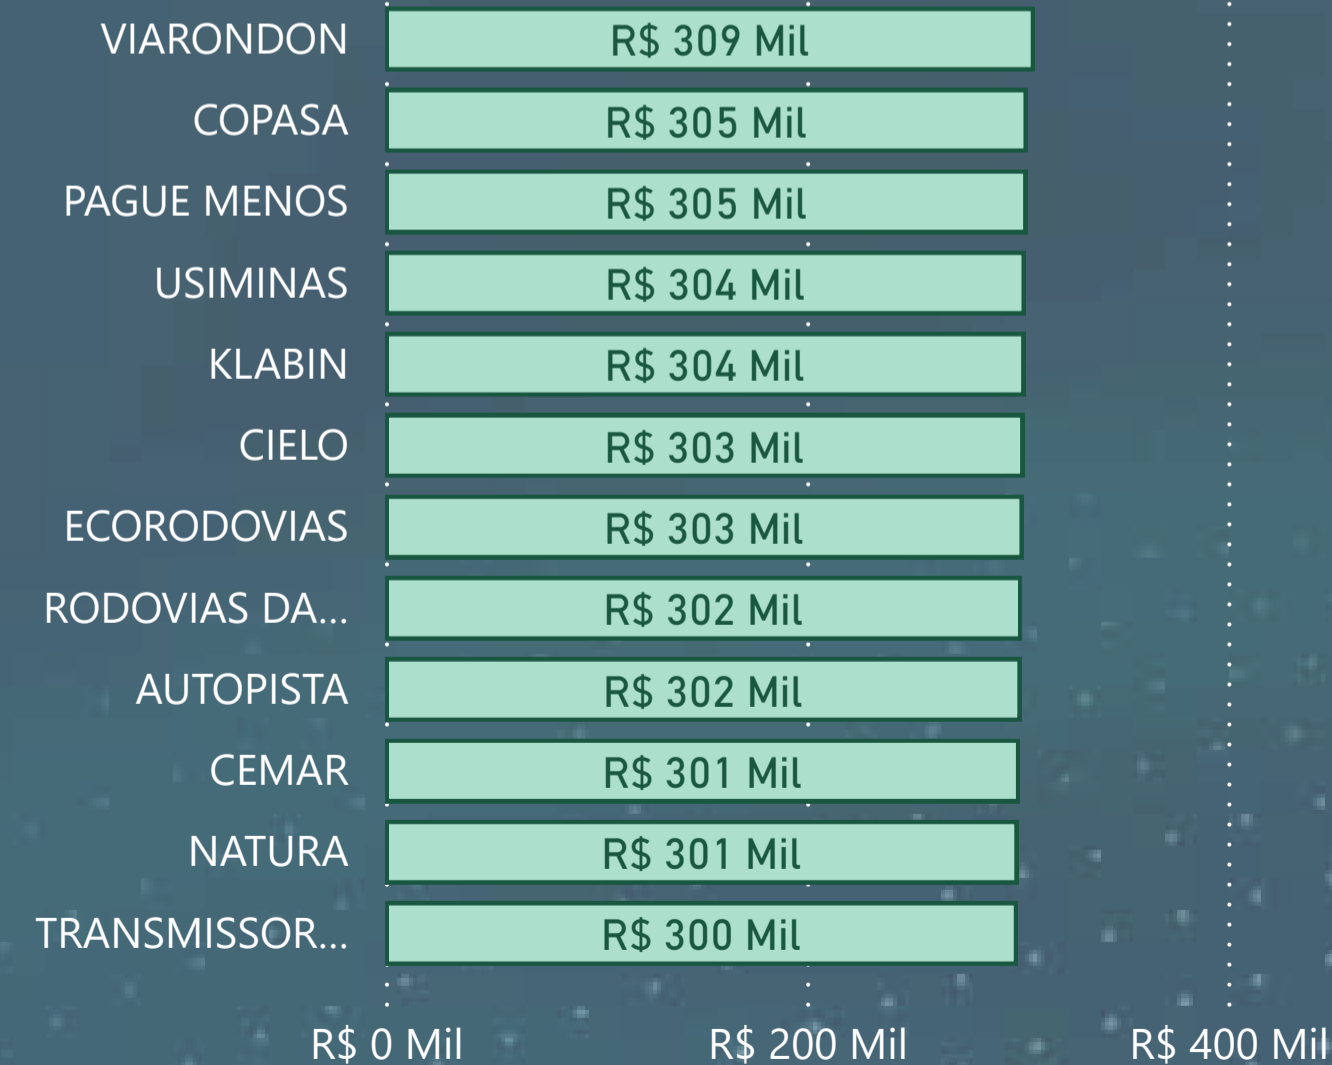 VIARONDON R$ 309 Mil
COPASA R$ 305 Mil
PAGUE MENOS R$ 305 Mil
USIMINAS R$ 304 Mil
KLABIN R$ 304 Mil
CIELO R$ 303 Mil
ECORODOVIAS R$ 303 Mil
RODOVIAS DA... R$ 302 Mil
AUTOPISTA R$ 302 Mil
CEMAR R$ 301 Mil
NATURA R$ 301 Mil
TRANSMISSOR... R$ 300 Mil
R$ 0 Mil R$ 200 Mil R$ 400 Mil